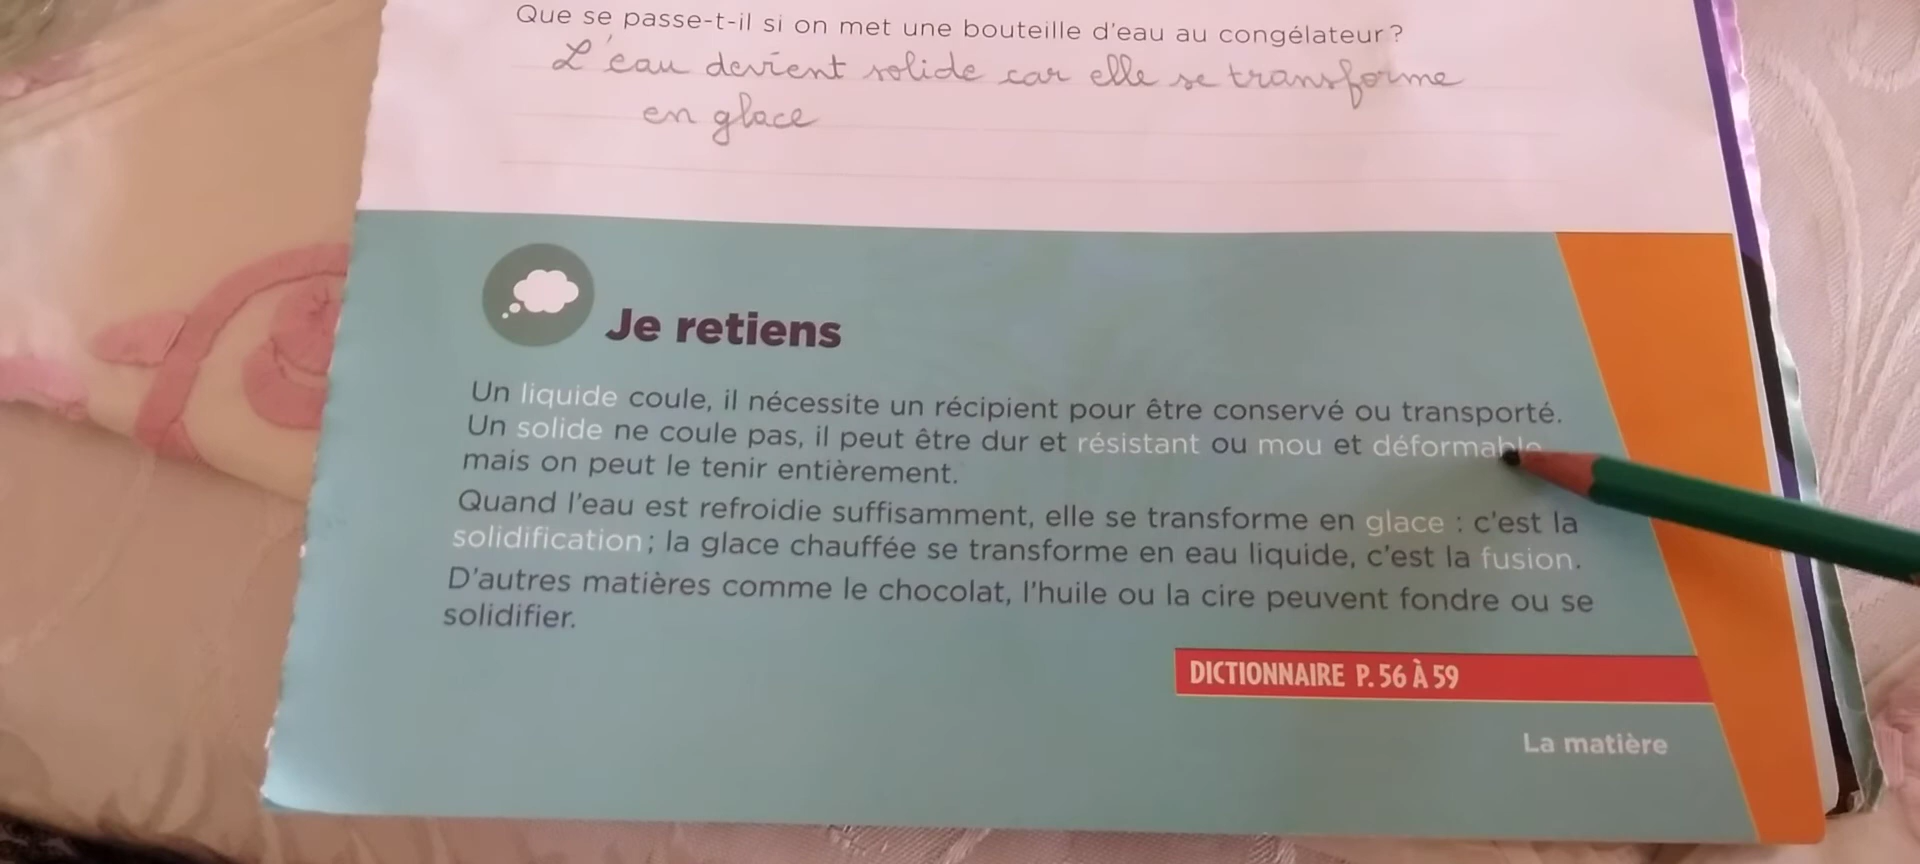 Que se passe-t-il si on met une bouteille d'eau au congélateur ?
L'eau devient solide car elle se transforme
en glace
Je retiens
Un liquide coule, il nécessite un récipient pour être conservé ou transporté.
Un solide ne coule pas, il peut être dur et résistant ou mou et déformable
mais on peut le tenir entièrement.
Quand l'eau est refroidie suffisamment, elle se transforme en glace : c'est la
solidification ; la glace chauffée se transforme en eau liquide, c'est la fusion.
D'autres matières comme le chocolat, l'huile ou la cire peuvent fondre ou se
solidifier.
DICTIONNAIRE P. 56 À 59
La matière